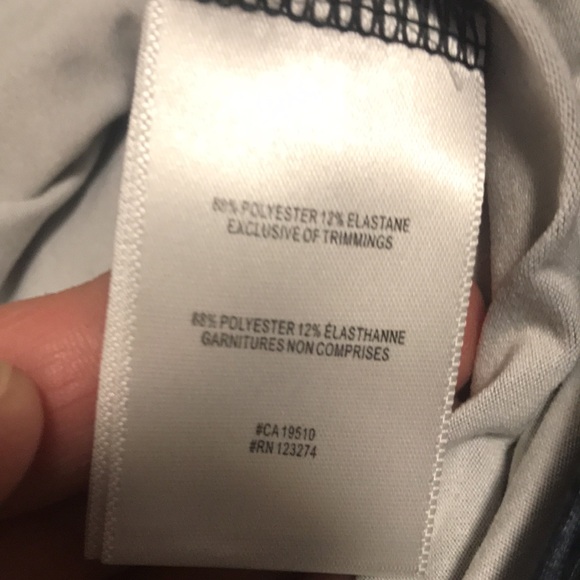 88% POLYESTER 12% ELASTANE
EXCLUSIVE OF TRIMMINGS
88% POLYESTER 12% ÉLASTHANNE
GARNITURES NON COMPRISES
#CA19510
#RN 123274